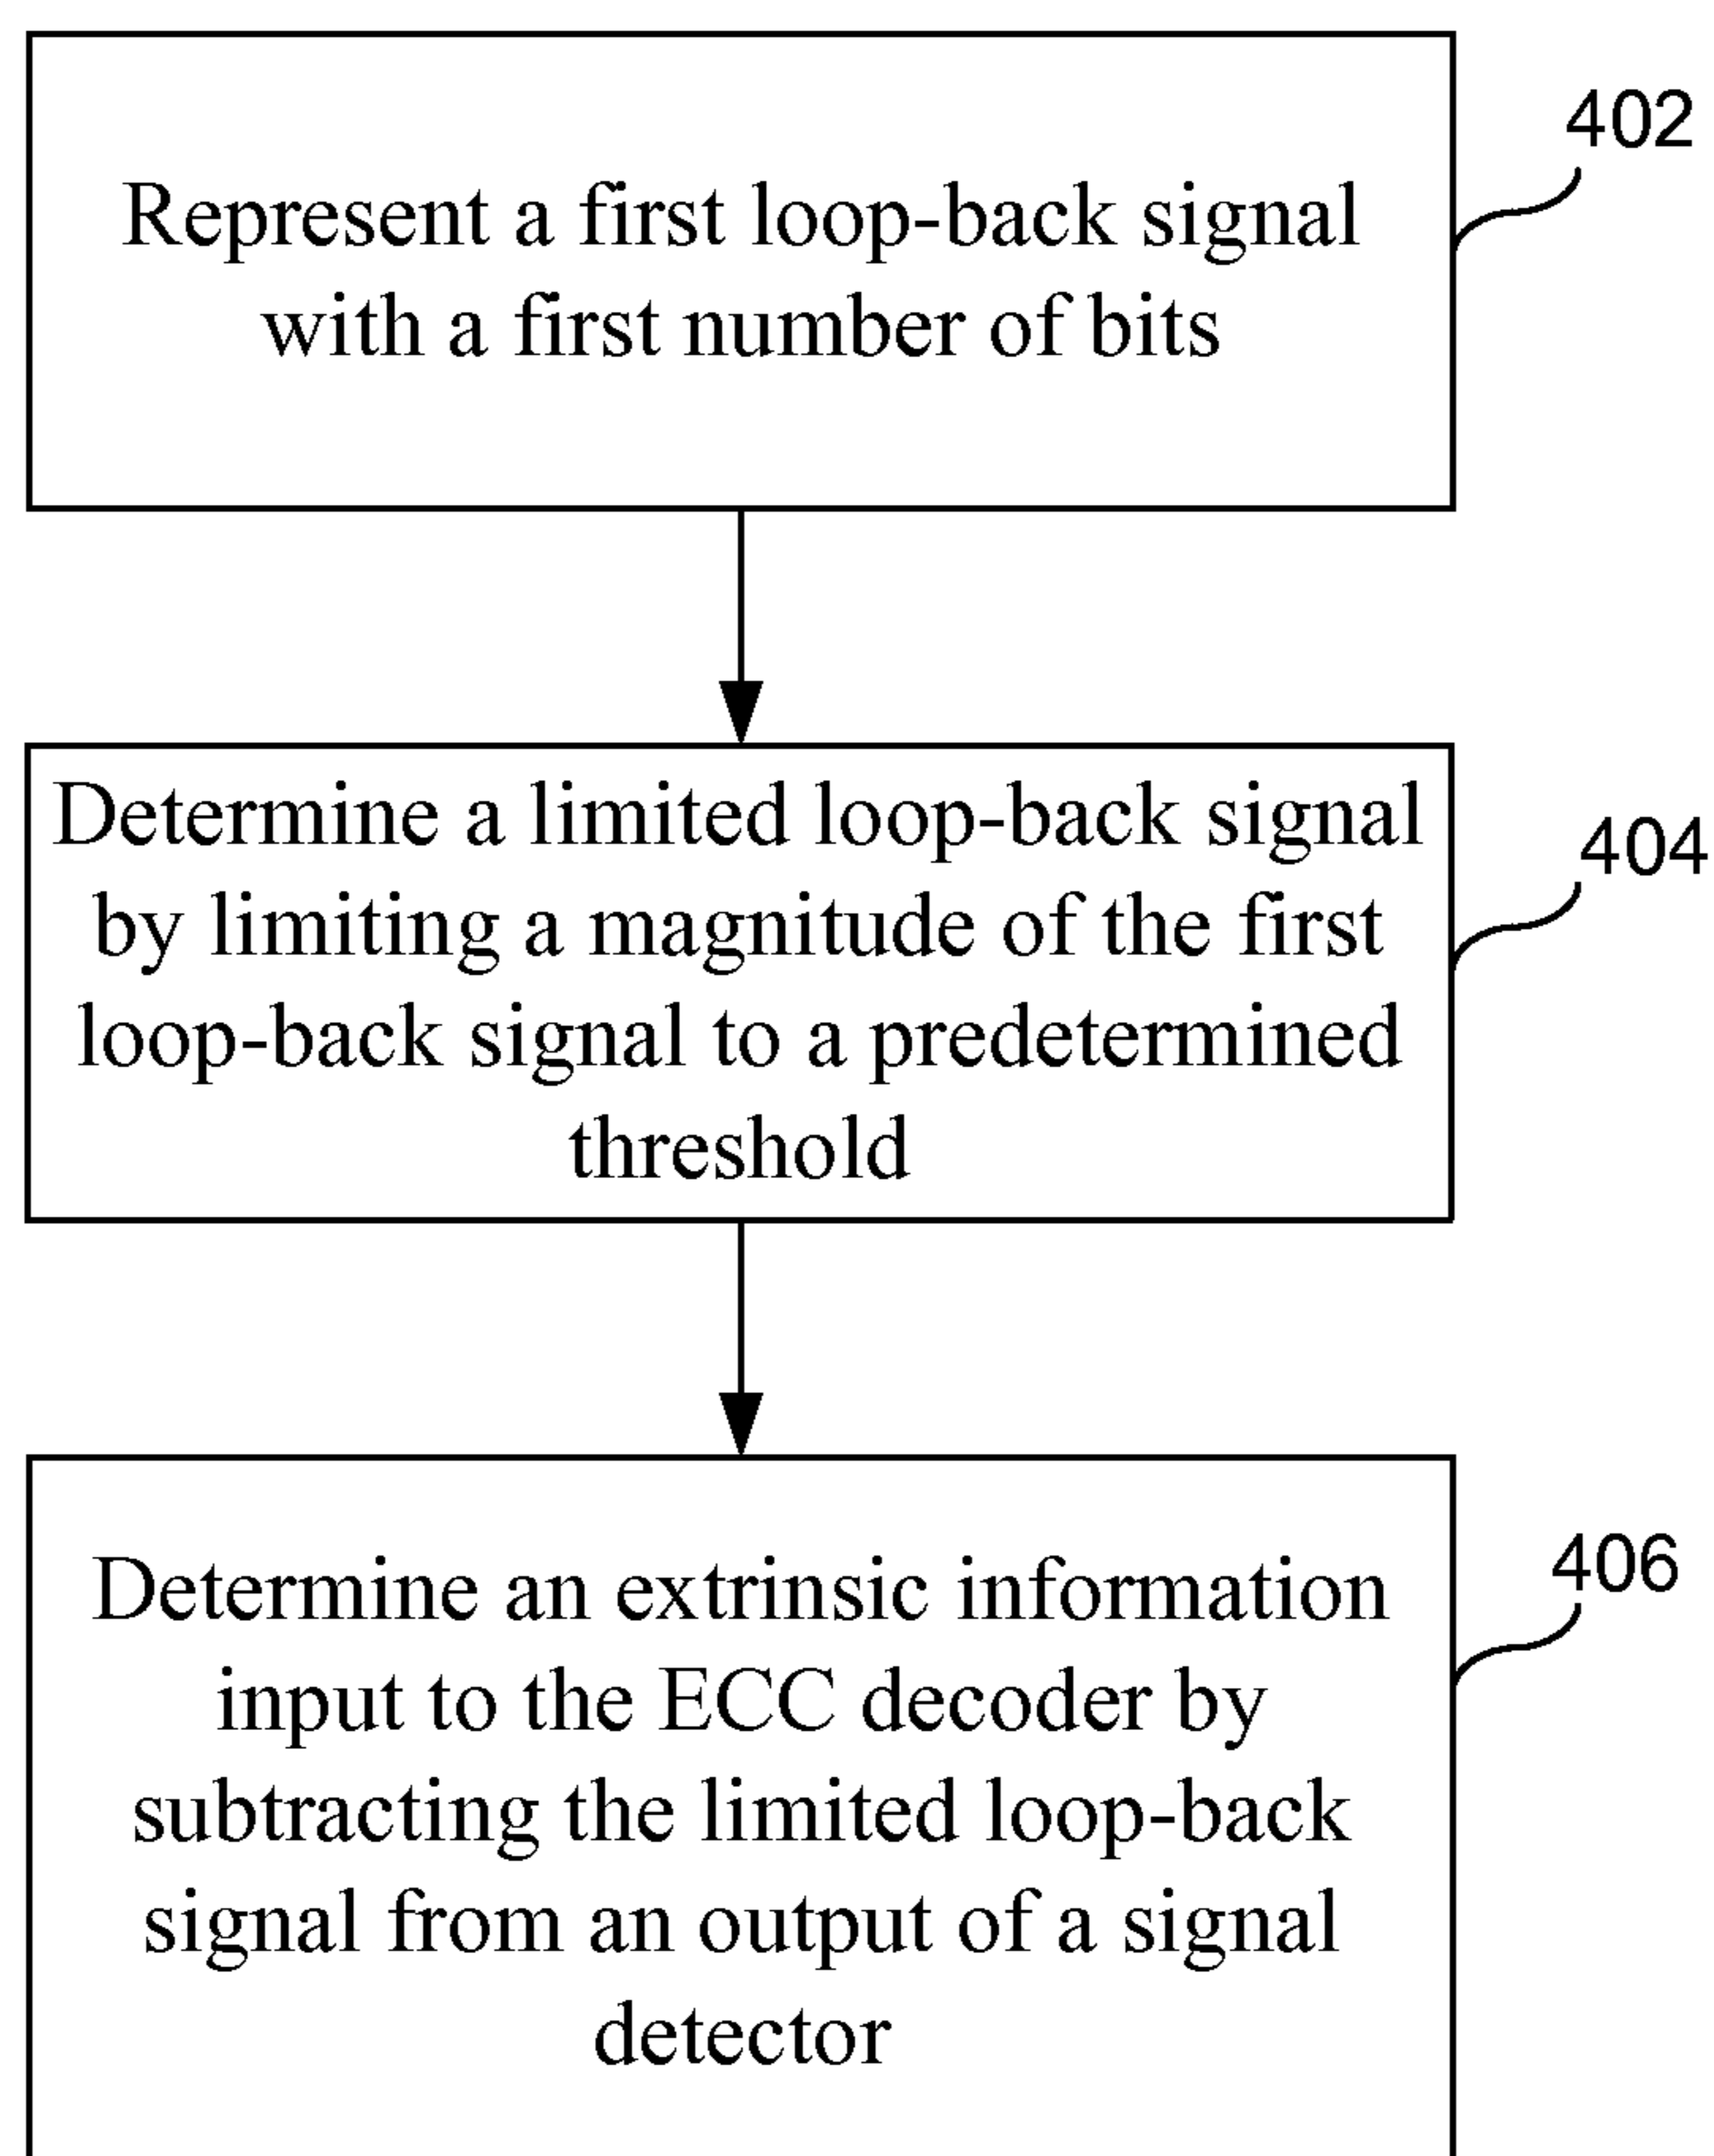 402
Represent a first loop-back signal
with a first number of bits
404
Determine a limited loop-back signal
by limiting a magnitude of the first
loop-back signal to a predetermined
threshold
406
Determine an extrinsic information
input to the ECC decoder by
subtracting the limited loop-back
signal from an output of a signal
detector